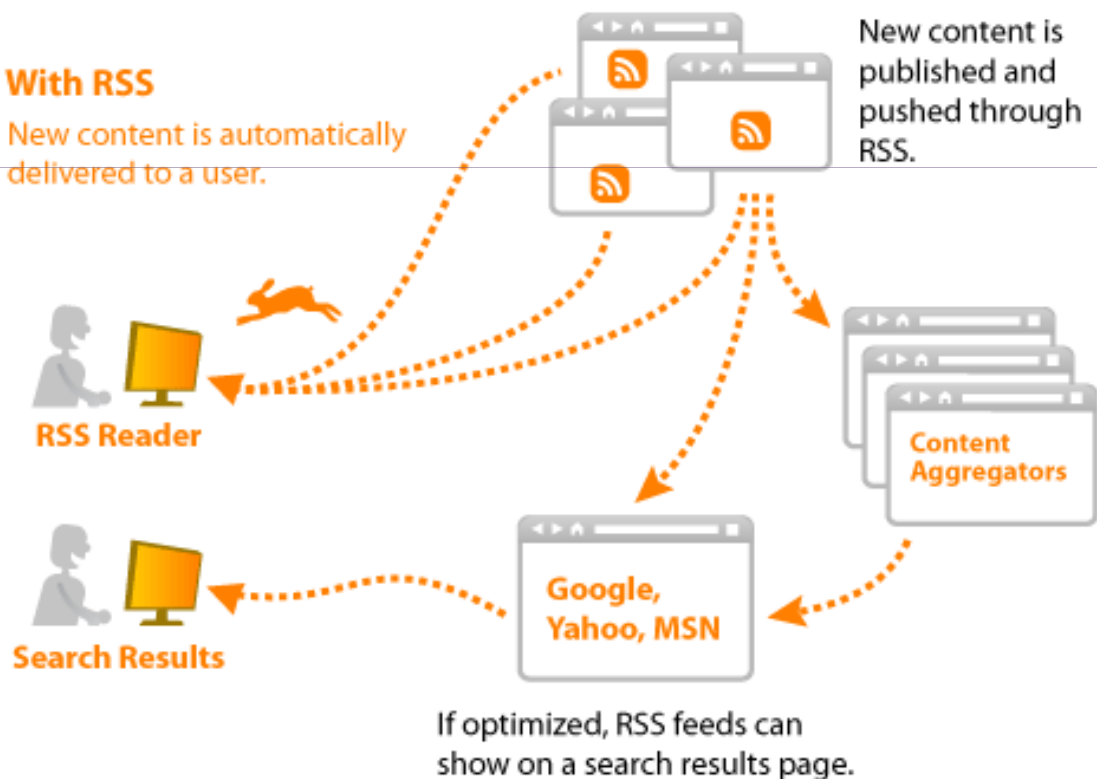 With RSS
New content is automatically
delivered to a user.
New content is
published and
pushed through
RSS.
RSS Reader
Content
Aggregators
Google,
Yahoo, MSN
Search Results
If optimized, RSS feeds can
show on a search results page.